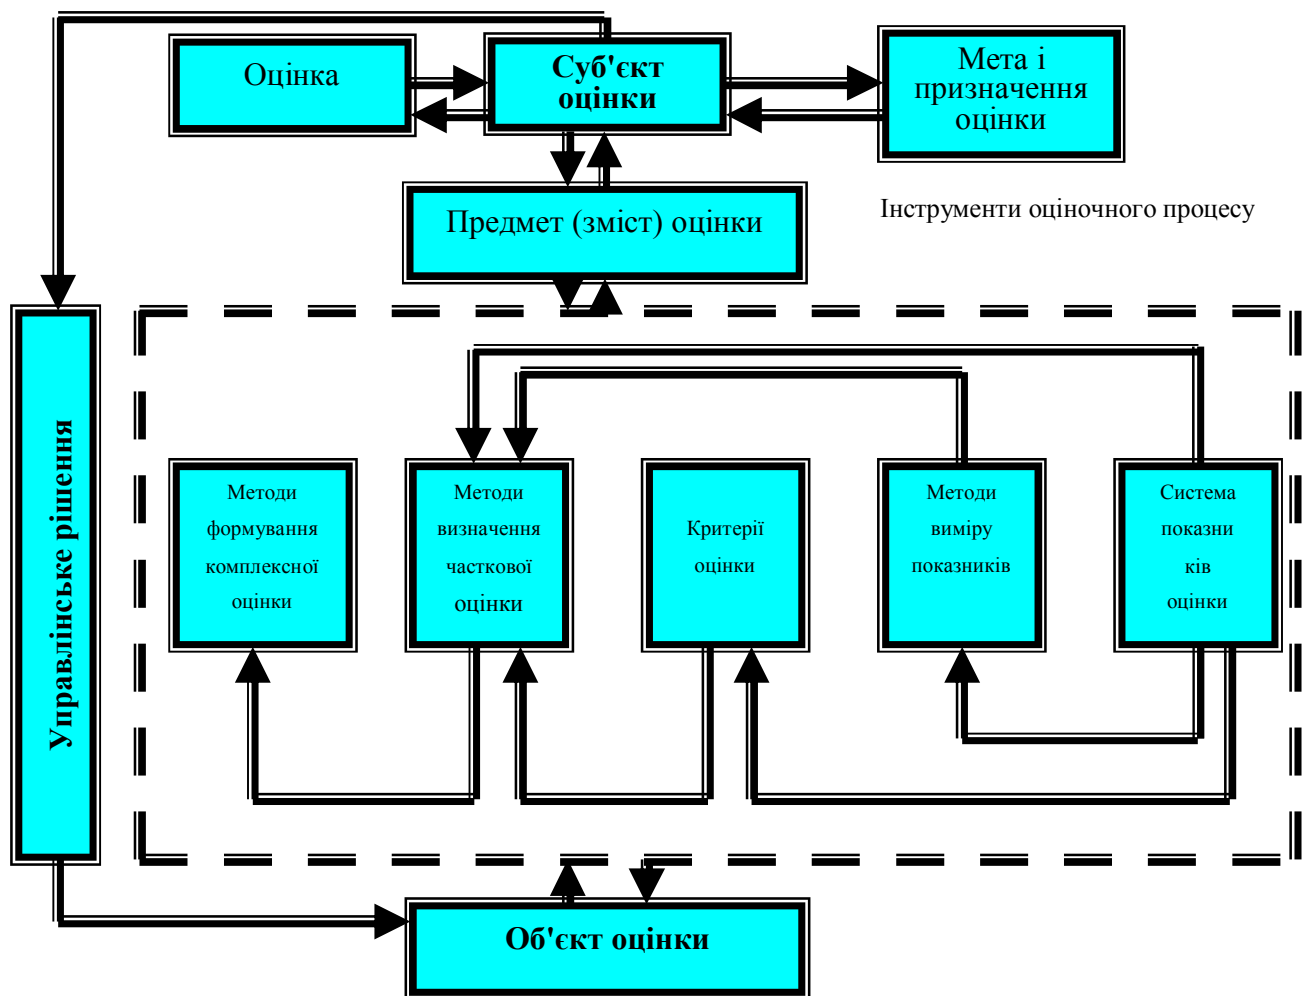 Оцінка
Суб'єкт
оцінки
Мета і
призначення
оцінки
Предмет (зміст) оцінки
Інструменти оціночного процесу
Управлінське рішення
Методи
формування
комплексної
оцінки
Методи
визначення
часткової
оцінки
Критерії
оцінки
Методи
виміру
показників
Система
показни
ків
оцінки
Об'єкт оцінки